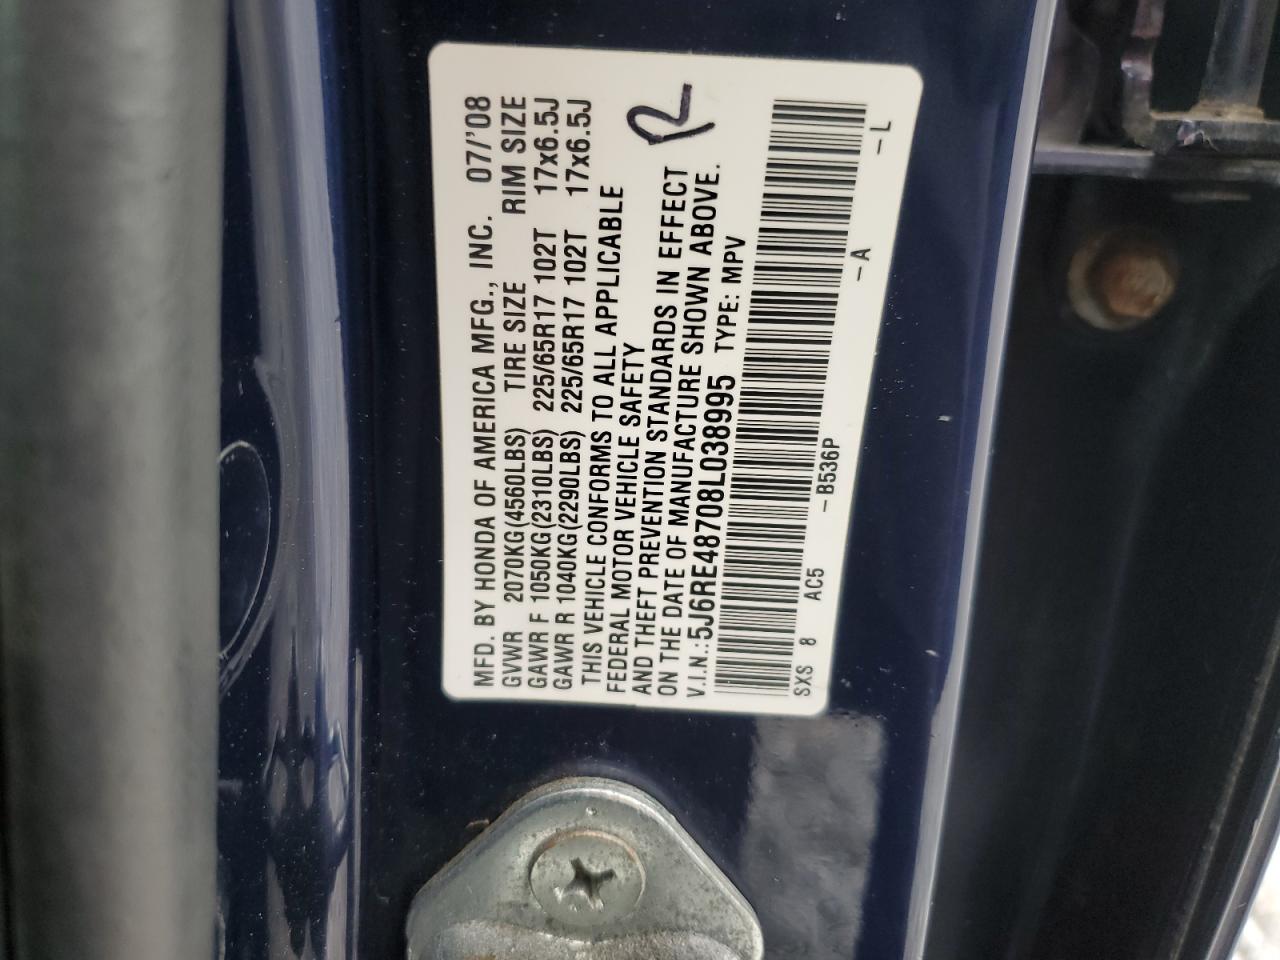 MFD. BY HONDA OF AMERICA MFG., INC. 07/'08
GVWR 2070KG(4560LBS) TIRE SIZE RIM SIZE
GAWR F 1050KG(2310LBS) 225/65R17 102T 17x6.5J
GAWR R 1040KG(2290LBS) 225/65R17 102T 17x6.5J
THIS VEHICLE CONFORMS TO ALL APPLICABLE
FEDERAL MOTOR VEHICLE SAFETY
AND THEFT PREVENTION STANDARDS IN EFFECT
ON THE DATE OF MANUFACTURE SHOWN ABOVE.
V.I.N.:5J6RE48708L038995 TYPE: MPV
SXS 8 AC5 -B536P -A -L